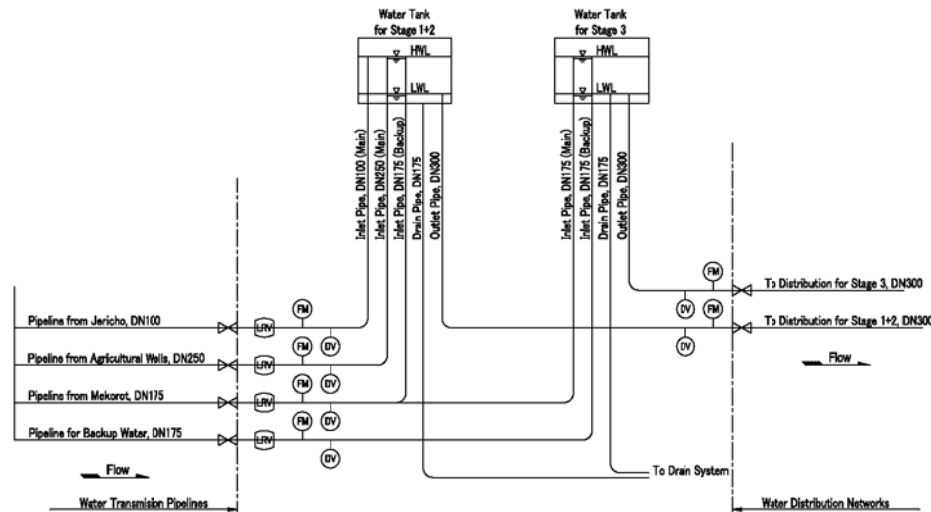 Water Tank
for Stage 1+2
Water Tank
for Stage 3
HWL
LWL
HWL
LWL
Inlet Pipe, DN100 (Main)
Inlet Pipe, DN250 (Main)
Inlet Pipe, DN175 (Backup)
Drain Pipe, DN175
Outlet Pipe, DN300
Inlet Pipe, DN175 (Main)
Inlet Pipe, DN175 (Backup)
Drain Pipe, DN175
Outlet Pipe, DN300
FM
To Distribution for Stage 3, DN300
DV
FM
To Distribution for Stage 1+2, DN300
DV
Flow
Pipeline from Jericho, DN100
LRV
FM
DV
Pipeline from Agricultural Wells, DN250
LRV
FM
DV
Pipeline from Mekorot, DN175
LRV
FM
DV
Pipeline for Backup Water, DN175
LRV
FM
DV
Flow
To Drain System
Water Transmision Pipelines
Water Distribution Networks